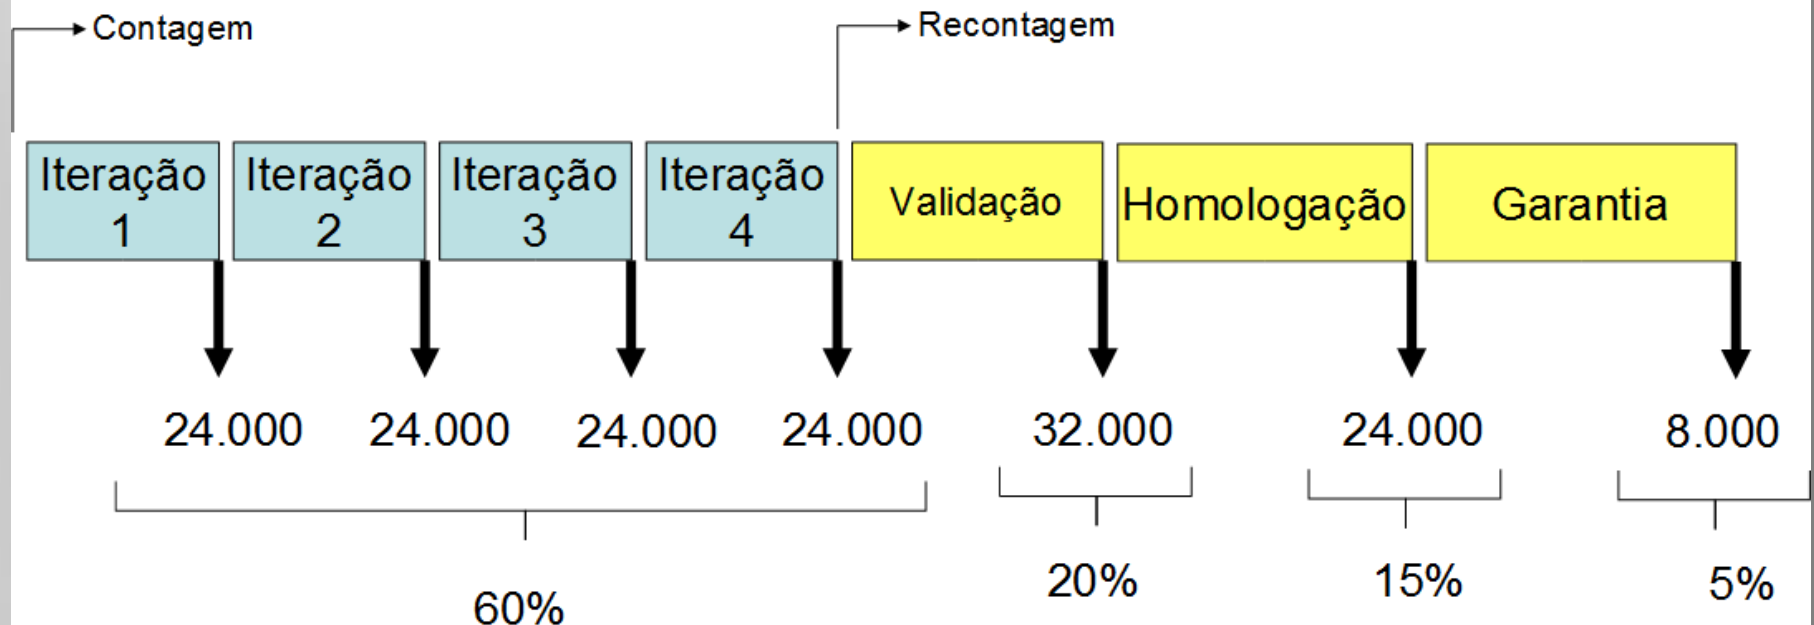 Contagem
Recontagem
Iteração
1
Iteração
2
Iteração
3
Iteração
4
Validação
Homologação
Garantia
24.000
24.000
24.000
24.000
32.000
24.000
8.000
60%
20%
15%
5%